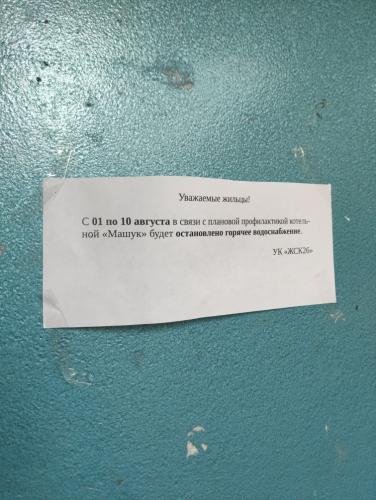 Уважаемые жильцы!
С 01 по 10 августа в связи с плановой профилактикой котель-
ной «Машук» будет остановлено горячее водоснабжение.
УК «ЖСК26»